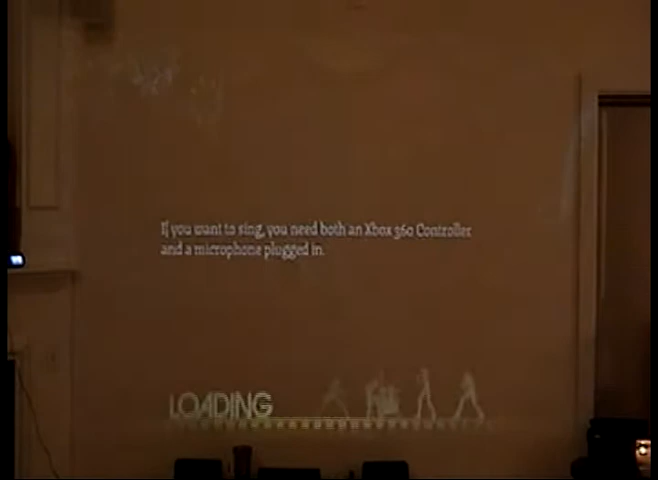 If you want to sing, you need both an Xbox 360 Controller
and a microphone plugged in.
LOADING